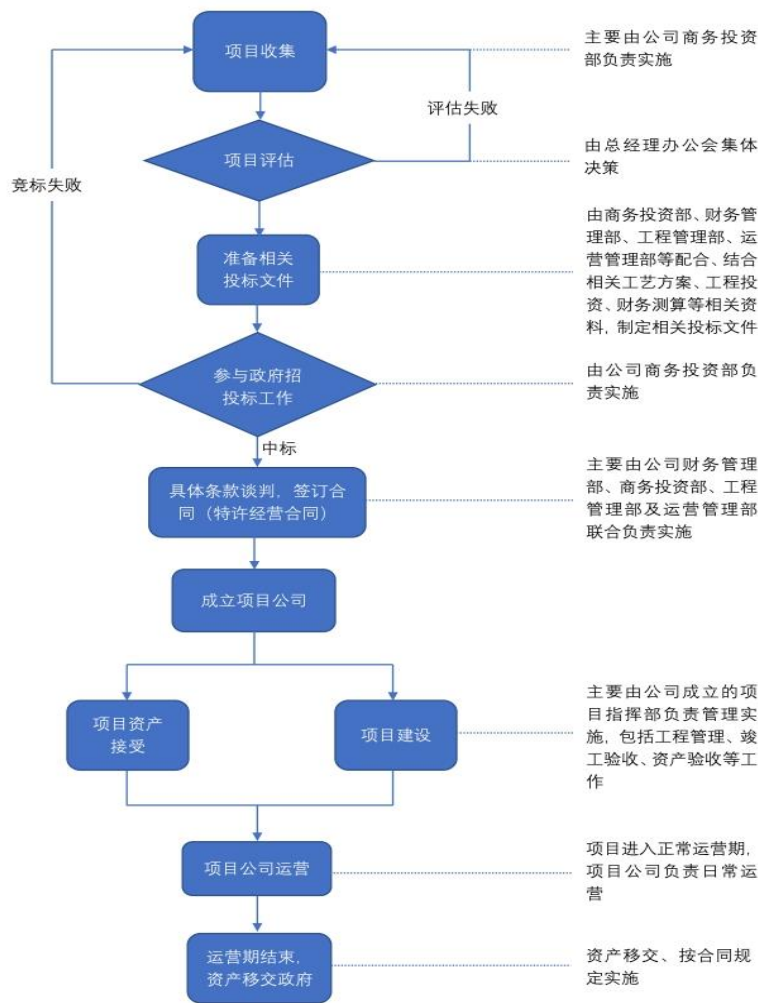 项目收集
主要由公司商务投资
部负责实施
评估失败
项目评估
由总经理办公会集体
决策
竞标失败
准备相关
投标文件
由商务投资部、财务管
理部、工程管理部、运
营管理部等配合、结合
相关工艺方案、工程投
资、财务测算等相关资
料，制定相关投标文件
参与政府招
投标工作
由公司商务投资部负
责实施
中标
具体条款谈判，签订合
同（特许经营合同）
主要由公司财务管理
部、商务投资部、工程
管理部及运营管理部
联合负责实施
成立项目公司
项目资产
接受
项目建设
主要由公司成立的项
目指挥部负责管理实
施，包括工程管理、竣
工验收、资产验收等工
作
项目公司运营
项目进入正常运营期，
项目公司负责日常运
营
运营期结束，
资产移交政府
资产移交、按合同规
定实施